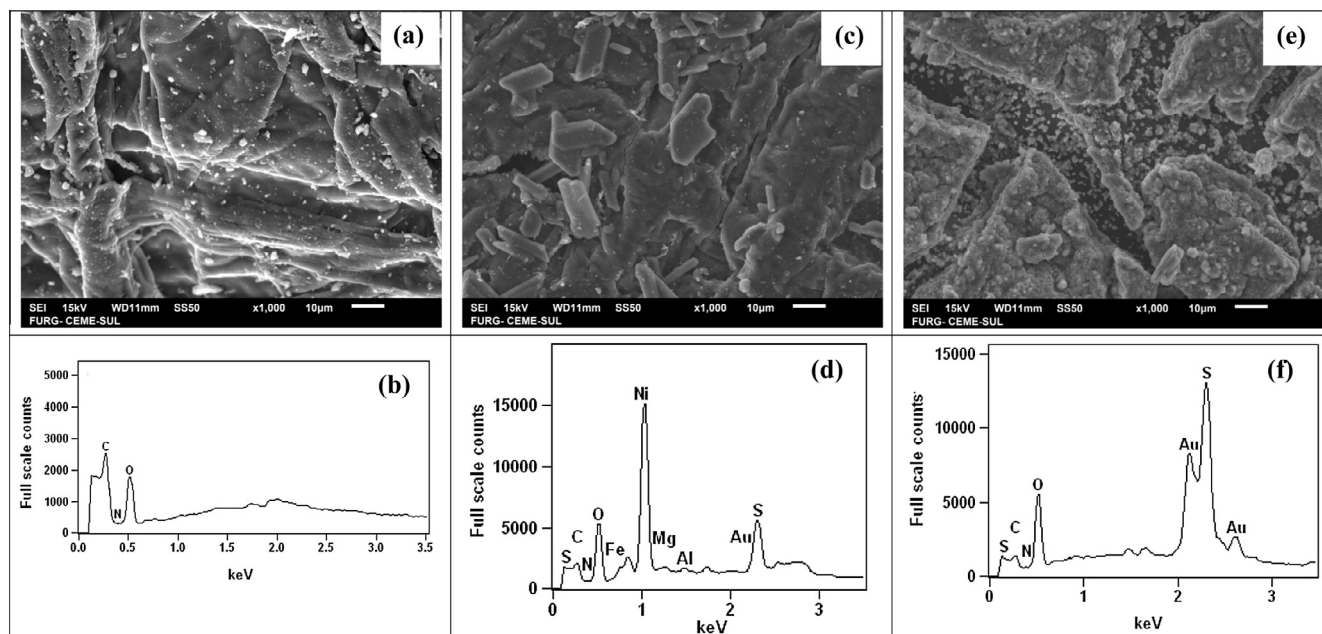 (a)
SEI 15kV WD11mm SS50 x1,000 10µm
FURG- CEME-SUL
(c)
SEI 15kV WD11mm SS50 x1,000 10µm
FURG- CEME-SUL
(e)
SEI 15kV WD11mm SS50 x1,000 10µm
FURG- CEME-SUL
(b)
Full scale counts
5000
4000
3000
2000
1000
0
C
N
O
0.0 0.5 1.0 1.5 2.0 2.5 3.0 3.5
keV
(d)
Full scale counts
15000
10000
5000
0
S
C
N
O
Fe
Ni
Mg
Al
Au
S
0 1 2 3
keV
(f)
Full scale counts
15000
10000
5000
0
S
C
N
O
Au
S
Au
0 1 2 3
keV